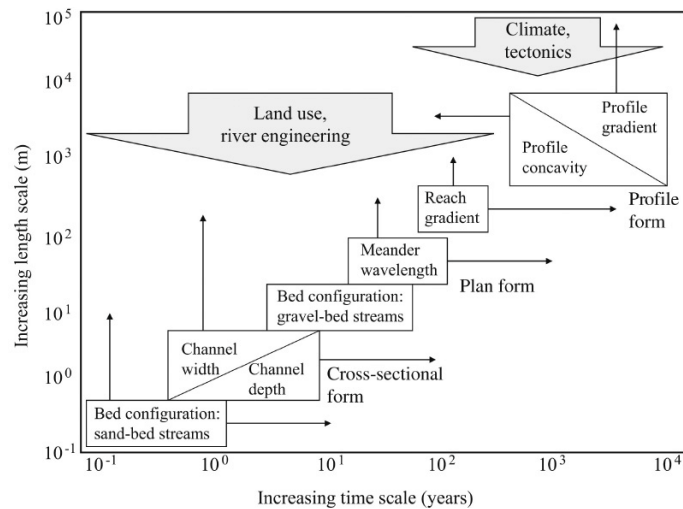 10^5
10^4
10^3
10^2
10^1
10^0
10^-1
Increasing length scale (m)
Climate,
tectonics
Land use,
river engineering
Profile
gradient
Profile
concavity
Profile
form
Reach
gradient
Meander
wavelength
Plan form
Bed configuration:
gravel-bed streams
Channel
width
Channel
depth
Cross-sectional
form
Bed configuration:
sand-bed streams
10^-1 10^0 10^1 10^2 10^3 10^4
Increasing time scale (years)